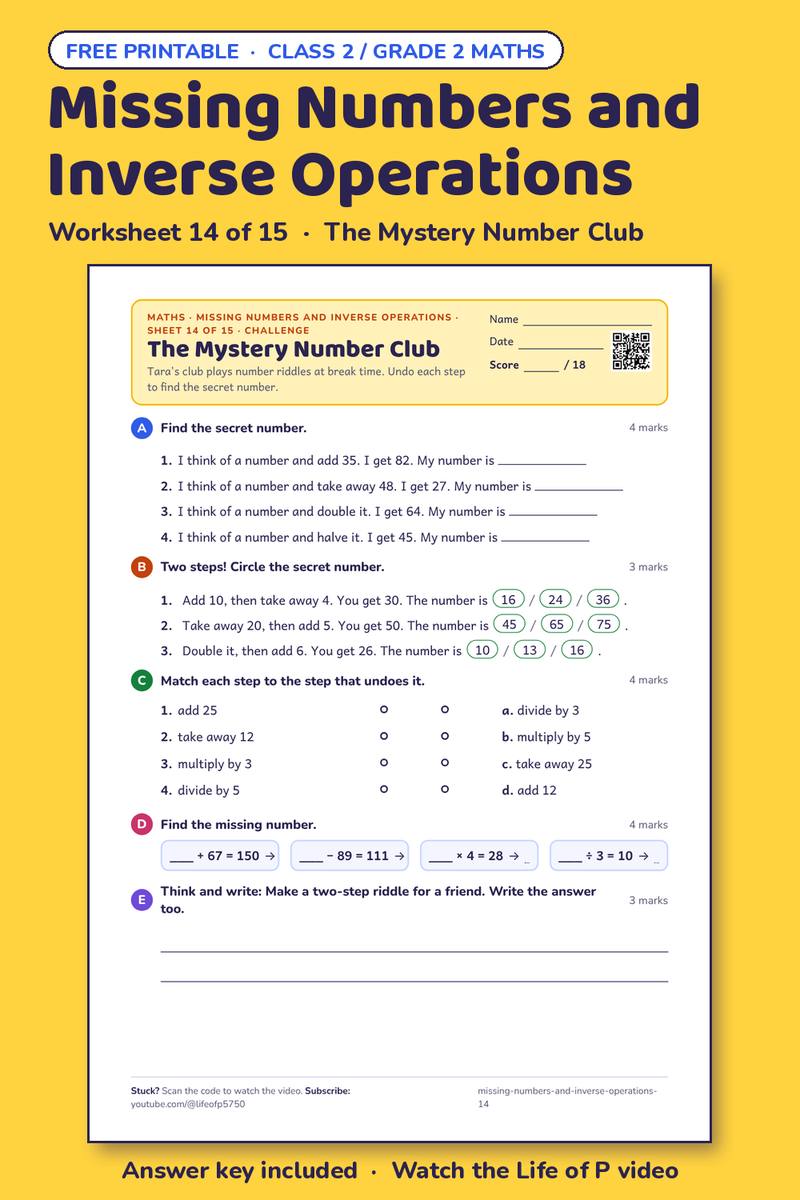 FREE PRINTABLE · CLASS 2 / GRADE 2 MATHS
Missing Numbers and
Inverse Operations
Worksheet 14 of 15 · The Mystery Number Club
MATHS · MISSING NUMBERS AND INVERSE OPERATIONS ·
SHEET 14 OF 15 · CHALLENGE
The Mystery Number Club
Tara's club plays number riddles at break time. Undo each step
to find the secret number.
Name ____
Date ____
Score ____ / 18
A Find the secret number. 4 marks
1. I think of a number and add 35. I get 82. My number is ____
2. I think of a number and take away 48. I get 27. My number is ____
3. I think of a number and double it. I get 64. My number is ____
4. I think of a number and halve it. I get 45. My number is ____
B Two steps! Circle the secret number. 3 marks
1. Add 10, then take away 4. You get 30. The number is 16 / 24 / 36 .
2. Take away 20, then add 5. You get 50. The number is 45 / 65 / 75 .
3. Double it, then add 6. You get 26. The number is 10 / 13 / 16 .
C Match each step to the step that undoes it. 4 marks
1. add 25 a. divide by 3
2. take away 12 b. multiply by 5
3. multiply by 3 c. take away 25
4. divide by 5 d. add 12
D Find the missing number. 4 marks
___ + 67 = 150 → ___ − 89 = 111 → ___ × 4 = 28 → _ ___ ÷ 3 = 10 → _
E Think and write: Make a two-step riddle for a friend. Write the answer
too. 3 marks
Stuck? Scan the code to watch the video. Subscribe:
youtube.com/@lifeofp5750
missing-numbers-and-inverse-operations-
14
Answer key included · Watch the Life of P video